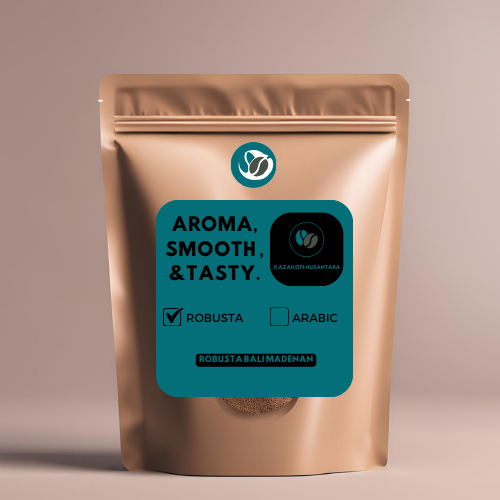 AROMA,
SMOOTH,
&TASTY.
KAZAKOPI NUSANTARA
ROBUSTA
ARABIC
ROBUSTA BALI MADENAN